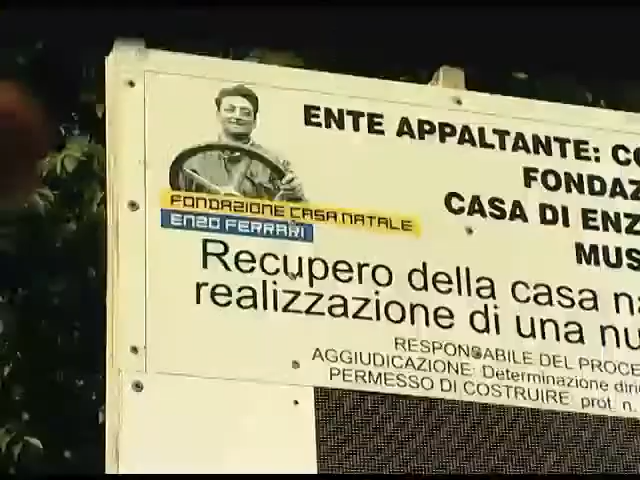 ENTE APPALTANTE: CO
FONDAZ
CASA DI ENZ
MUS
FONDAZIONE CASA NATALE
ENZO FERRARI
Recupero della casa na
realizzazione di una nu
RESPONSABILE DEL PROCE
AGGIUDICAZIONE: Determinazione diri
PERMESSO DI COSTRUIRE: prot. n.